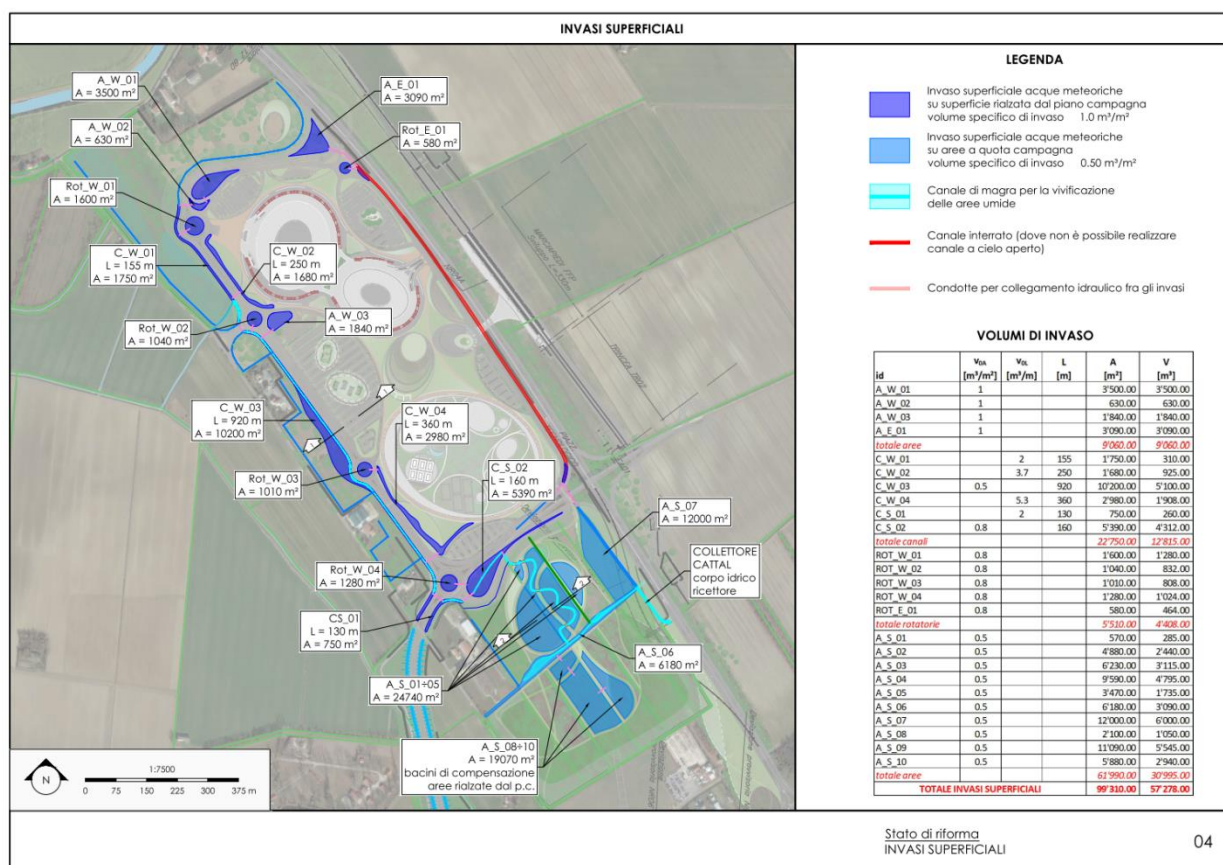 INVASI SUPERFICIALI
A_W_01
A = 3500 m²
A_W_02
A = 630 m²
Rot_W_01
A = 1600 m²
C_W_01
L = 155 m
A = 1750 m²
A_E_01
A = 3090 m²
Rot_E_01
A = 580 m²
C_W_02
L = 250 m
A = 1680 m²
Rot_W_02
A = 1040 m²
A_W_03
A = 1840 m²
C_W_03
L = 920 m
A = 10200 m²
C_W_04
L = 360 m
A = 2980 m²
Rot_W_03
A = 1010 m²
C_S_02
L = 160 m
A = 5390 m²
A_S_07
A = 12000 m²
COLLETTORE
CATTAL
corpo idrico
ricettore
Rot_W_04
A = 1280 m²
CS_01
L = 130 m
A = 750 m²
A_S_06
A = 6180 m²
A_S_01÷05
A = 24740 m²
A_S_08÷10
A = 19070 m²
bacini di compensazione
aree rialzate dal p.c.
N
1:7500
0 75 150 225 300 375 m
LEGENDA
Invaso superficiale acque meteoriche
su superficie rialzata dal piano campagna
volume specifico di invaso 1.0 m³/m²
Invaso superficiale acque meteoriche
su aree a quota campagna
volume specifico di invaso 0.50 m³/m²
Canale di magra per la vivificazione
delle aree umide
Canale interrato (dove non è possibile realizzare
canale a cielo aperto)
Condotte per collegamento idraulico fra gli invasi
VOLUMI DI INVASO
id v0A [m³/m²] v0L [m³/m] L [m] A [m²] V [m³]
A_W_01 1 3'500.00 3'500.00
A_W_02 1 630.00 630.00
A_W_03 1 1'840.00 1'840.00
A_E_01 1 3'090.00 3'090.00
totale aree 9'060.00 9'060.00
C_W_01 2 155 1'750.00 310.00
C_W_02 3.7 250 1'680.00 925.00
C_W_03 0.5 920 10'200.00 5'100.00
C_W_04 5.3 360 2'980.00 1'908.00
C_S_01 2 130 750.00 260.00
C_S_02 0.8 160 5'390.00 4'312.00
totale canali 22'750.00 12'815.00
ROT_W_01 0.8 1'600.00 1'280.00
ROT_W_02 0.8 1'040.00 832.00
ROT_W_03 0.8 1'010.00 808.00
ROT_W_04 0.8 1'280.00 1'024.00
ROT_E_01 0.8 580.00 464.00
totale rotatorie 5'510.00 4'408.00
A_S_01 0.5 570.00 285.00
A_S_02 0.5 4'880.00 2'440.00
A_S_03 0.5 6'230.00 3'115.00
A_S_04 0.5 9'590.00 4'795.00
A_S_05 0.5 3'470.00 1'735.00
A_S_06 0.5 6'180.00 3'090.00
A_S_07 0.5 12'000.00 6'000.00
A_S_08 0.5 2'100.00 1'050.00
A_S_09 0.5 11'090.00 5'545.00
A_S_10 0.5 5'880.00 2'940.00
totale aree 61'990.00 30'995.00
TOTALE INVASI SUPERFICIALI 99'310.00 57'278.00
Stato di riforma
INVASI SUPERFICIALI
04